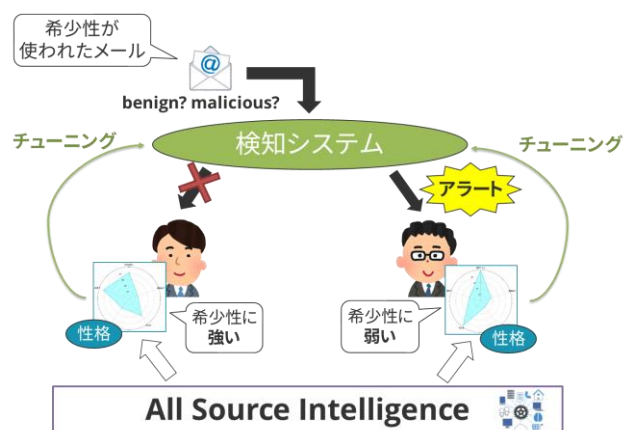 希少性が
使われたメール
@
benign? malicious?
チューニング
検知システム
チューニング
アラート
性格
希少性に
強い
希少性に
弱い
性格
All Source Intelligence